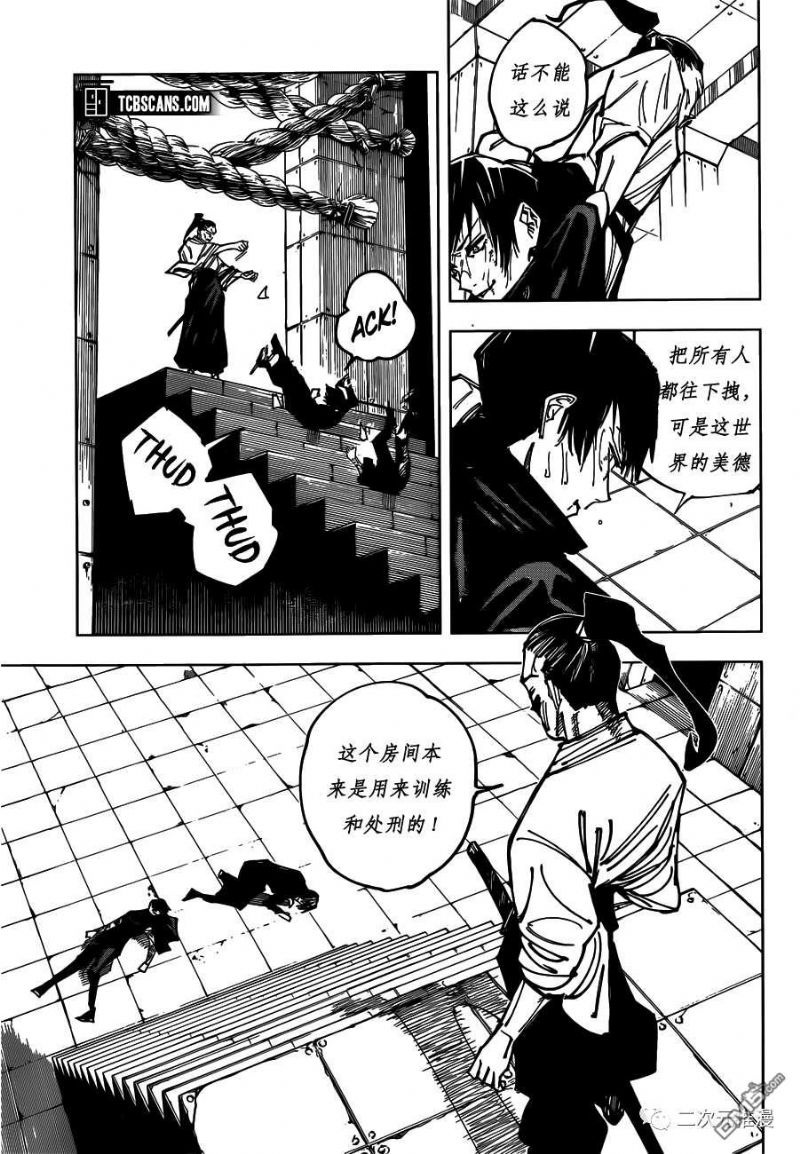 话不能
这么说
把所有人
都往下拽，
可是这世
界的美德
TCBSCANS.COM
ACK!
THUD
THUD
这个房间本
来是用来训练
和处刑的！
二次元推漫